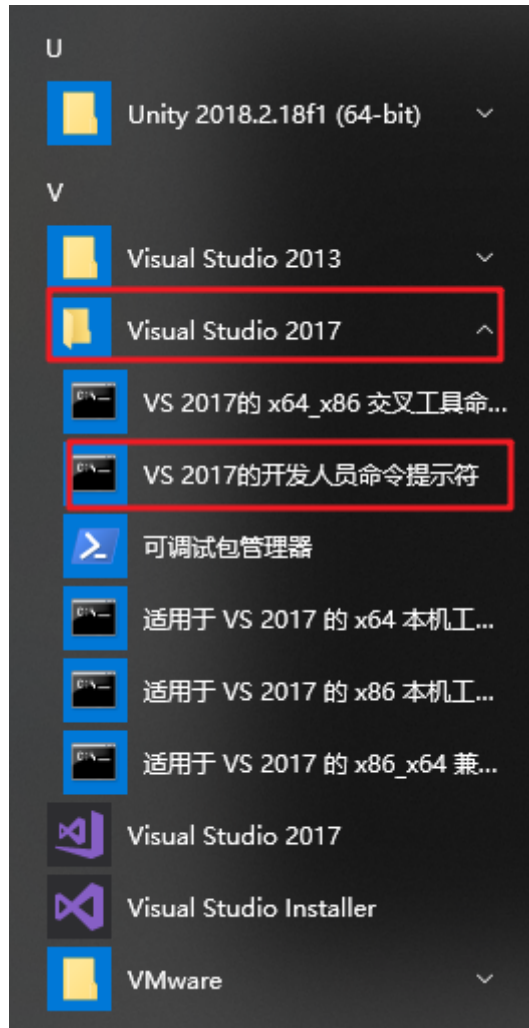 U
Unity 2018.2.18f1 (64-bit)
V
Visual Studio 2013
Visual Studio 2017
VS 2017的 x64_x86 交叉工具命...
VS 2017的开发人员命令提示符
可调试包管理器
适用于 VS 2017 的 x64 本机工...
适用于 VS 2017 的 x86 本机工...
适用于 VS 2017 的 x86_x64 兼...
Visual Studio 2017
Visual Studio Installer
VMware